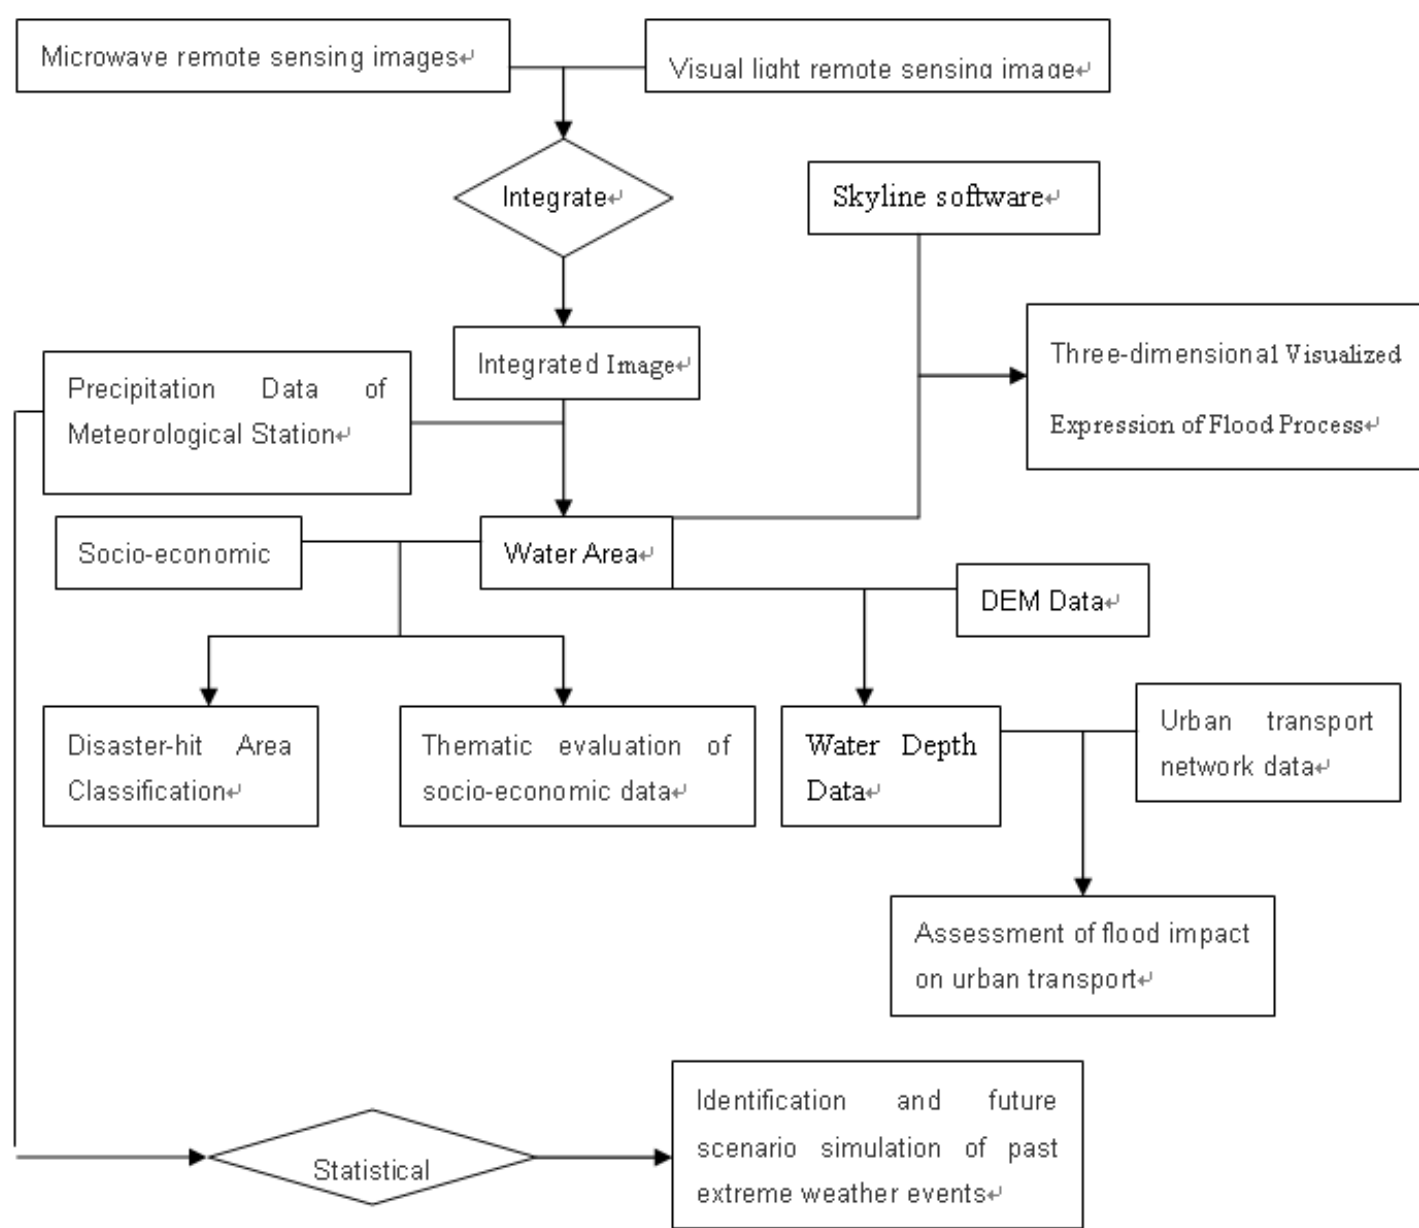 Microwave remote sensing images↵
Visual light remote sensing image↵
Integrate↵
Skyline software↵
Integrated Image↵
Three-dimensional Visualized
Expression of Flood Process↵
Precipitation Data of
Meteorological Station↵
Socio-economic
Water Area↵
DEM Data↵
Disaster-hit Area
Classification↵
Thematic evaluation of
socio-economic data↵
Water Depth
Data↵
Urban transport
network data↵
Assessment of flood impact
on urban transport↵
Statistical
Identification and future
scenario simulation of past
extreme weather events↵